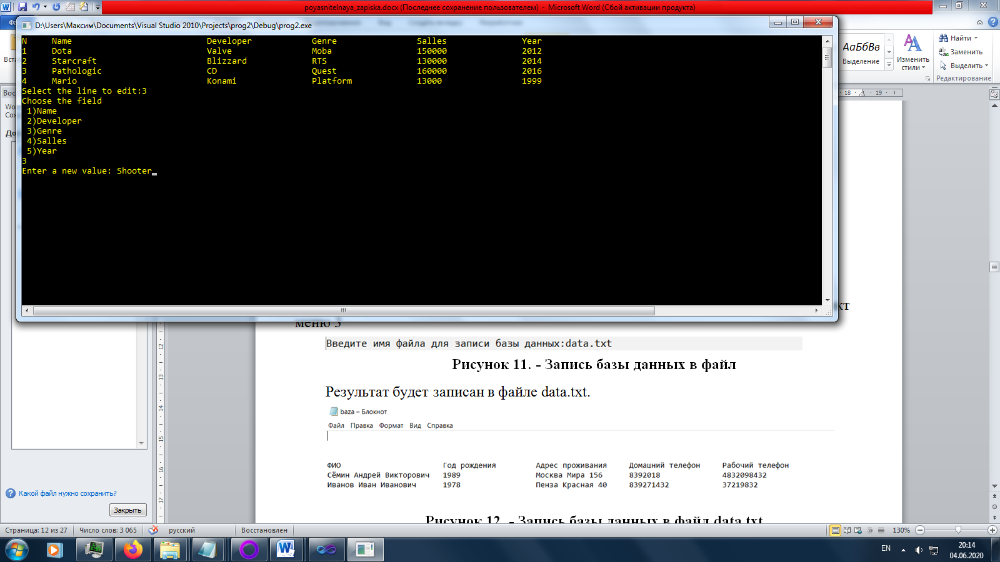 poyasnitelnaya_zapiska.docx (Последнее сохранение пользователем) - Microsoft Word (Сбой активации продукта)
D:\Users\Максим\Documents\Visual Studio 2010\Projects\prog2\Debug\prog2.exe
N Name Developer Genre Salles Year
1 Dota Valve Moba 150000 2012
2 Starcraft Blizzard RTS 130000 2014
3 Pathologic CD Quest 160000 2016
4 Mario Konami Platform 13000 1999
Select the line to edit:3
Choose the field
1)Name
2)Developer
3)Genre
4)Salles
5)Year
3
Enter a new value: Shooter
АаБбВв
Выделение
Изменить
стили
Найти
Заменить
Выделить
Редактирование
18 19
меню 3
Введите имя файла для записи базы данных:data.txt
Рисунок 11. - Запись базы данных в файл
Результат будет записан в файле data.txt.
baza – Блокнот
Файл Правка Формат Вид Справка
ФИО Год рождения Адрес проживания Домашний телефон Рабочий телефон
Сёмин Андрей Викторович 1989 Москва Мира 156 8392018 4832098432
Иванов Иван Иванович 1978 Пенза Красная 40 839271432 37219832
Рисунок 12. - Запись базы данных в файл data.txt
12
13
14
15
16
17
Какой файл нужно сохранить?
Закрыть
Страница: 12 из 27 Число слов: 3 065 русский Восстановлен 130%
EN 20:14
04.06.2020